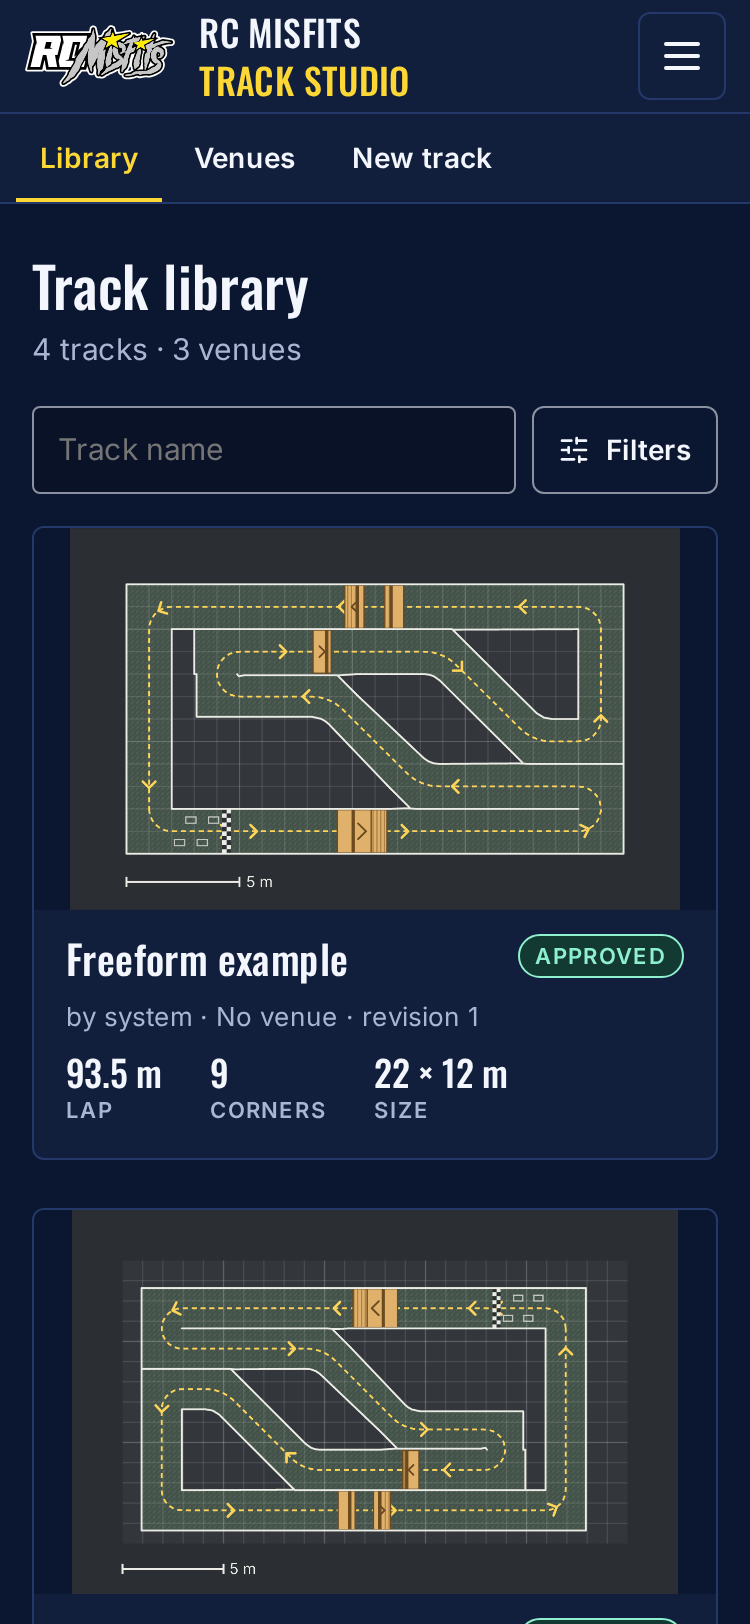 RC Misfits
RC MISFITS
TRACK STUDIO
Library
Venues
New track
Track library
4 tracks · 3 venues
Track name
Filters
5 m
Freeform example
APPROVED
by system · No venue · revision 1
93.5 m
9
22 × 12 m
LAP
CORNERS
SIZE
5 m